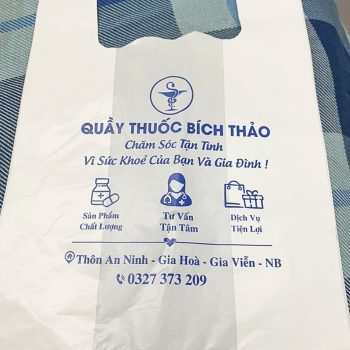 QUẦY THUỐC BÍCH THẢO
Chăm Sóc Tận Tình
Vì Sức Khoẻ Của Bạn Và Gia Đình !
Sản Phẩm
Chất Lượng
Tư Vấn
Tận Tâm
Dịch Vụ
Tiện Lợi
Thôn An Ninh - Gia Hoà - Gia Viễn - NB
0327 373 209